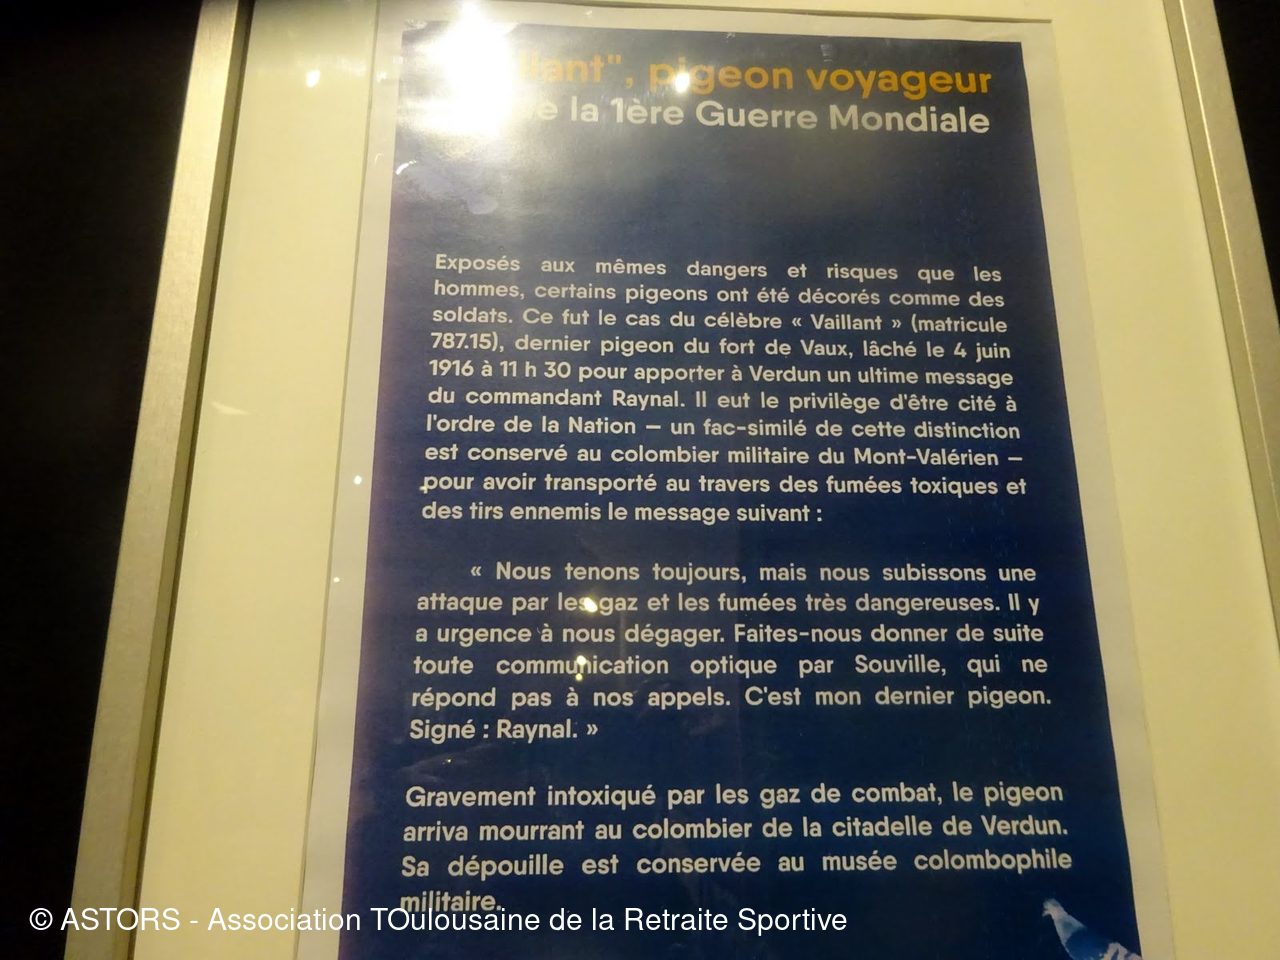 pigeon voyageur
la 1ère Guerre Mondiale
Exposés aux mêmes dangers et risques que les
hommes, certains pigeons ont été décorés comme des
soldats. Ce fut le cas du célèbre « Vaillant » (matricule
787.15), dernier pigeon du fort de Vaux, lâché le 4 juin
1916 à 11 h 30 pour apporter à Verdun un ultime message
du commandant Raynal. Il eut le privilège d'être cité à
l'ordre de la Nation – un fac-similé de cette distinction
est conservé au colombier militaire du Mont-Valérien –
pour avoir transporté au travers des fumées toxiques et
des tirs ennemis le message suivant :
« Nous tenons toujours, mais nous subissons une
attaque par les gaz et les fumées très dangereuses. Il y
a urgence à nous dégager. Faites-nous donner de suite
toute communication optique par Souville, qui ne
répond pas à nos appels. C'est mon dernier pigeon.
Signé : Raynal. »
Gravement intoxiqué par les gaz de combat, le pigeon
arriva mourrant au colombier de la citadelle de Verdun.
Sa dépouille est conservée au musée colombophile
militaire.
© ASTORS - Association TOulousaine de la Retraite Sportive